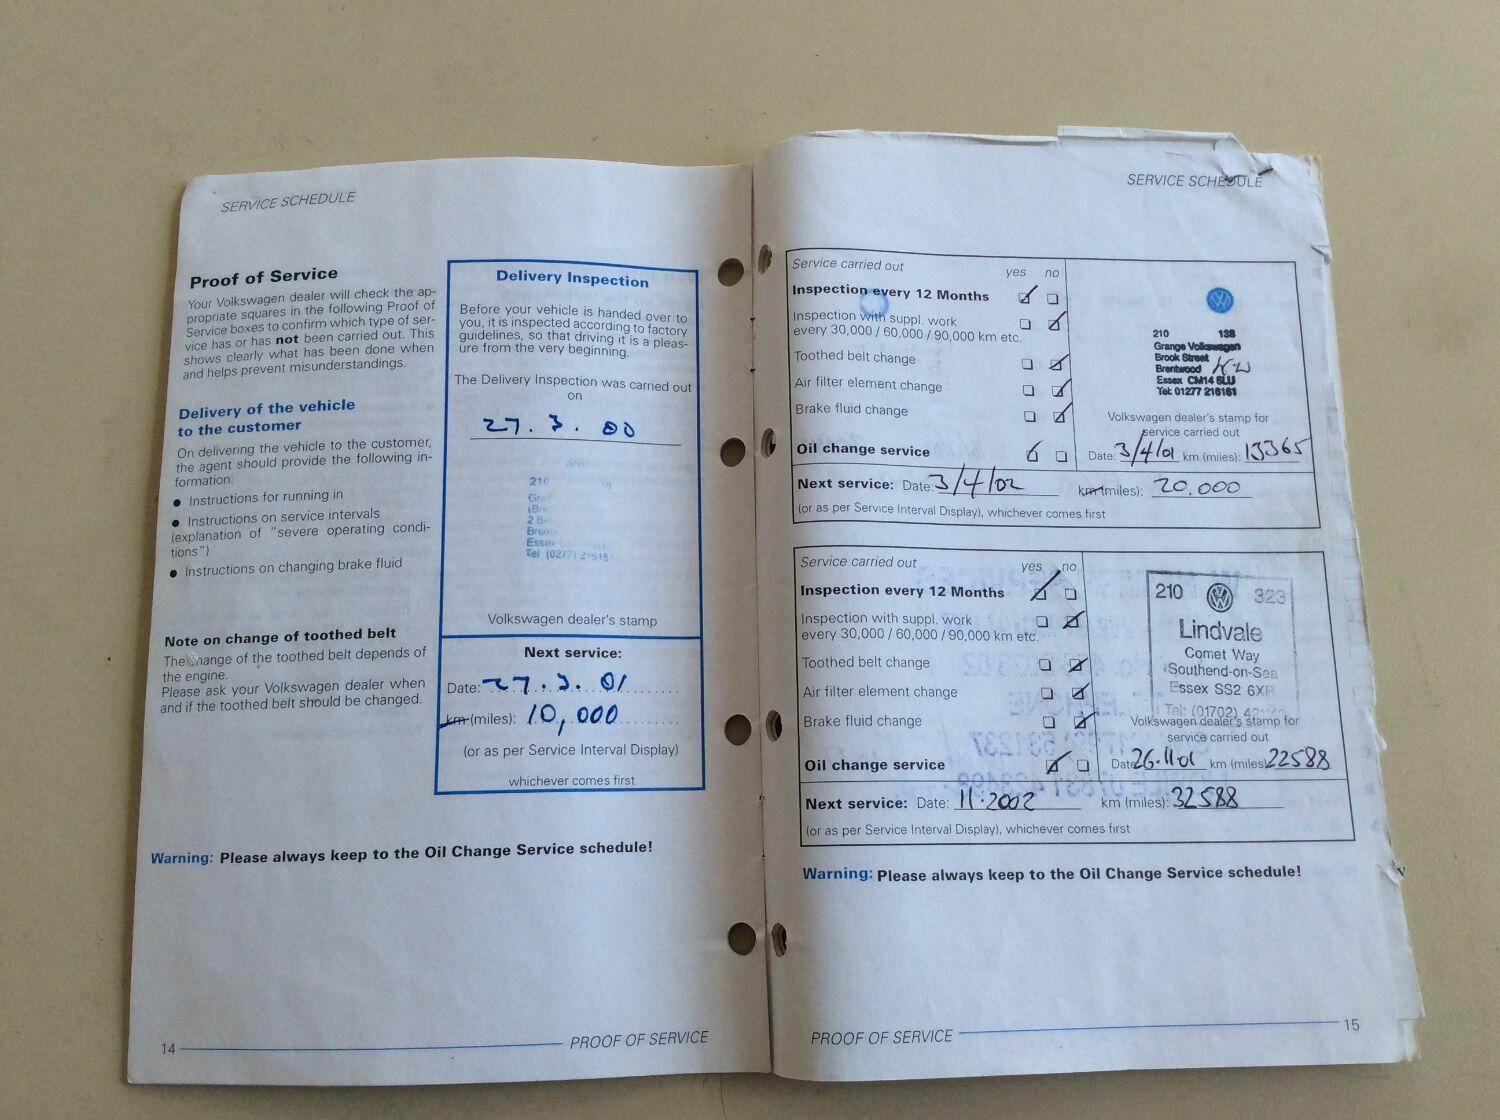 SERVICE SCHEDULE
Proof of Service
Your Volkswagen dealer will check the ap-
propriate squares in the following Proof of
Service boxes to confirm which type of ser-
vice has or has not been carried out. This
shows clearly what has been done when
and helps prevent misunderstandings.
Delivery of the vehicle
to the customer
On delivering the vehicle to the customer,
the agent should provide the following in-
formation:
● Instructions for running in
● Instructions on service intervals
(explanation of "severe operating condi-
tions")
● Instructions on changing brake fluid
Note on change of toothed belt
The change of the toothed belt depends of
the engine.
Please ask your Volkswagen dealer when
and if the toothed belt should be changed.
Delivery Inspection
Before your vehicle is handed over to
you, it is inspected according to factory
guidelines, so that driving it is a pleas-
ure from the very beginning.
The Delivery Inspection was carried out
on
27.3.00
210
Essex
Tel (0277) 2
Volkswagen dealer's stamp
Next service:
Date: 27.3.01
km (miles): 10,000
(or as per Service Interval Display)
whichever comes first
Warning: Please always keep to the Oil Change Service schedule!
14 PROOF OF SERVICE
SERVICE SCHEDULE
Service carried out yes no
Inspection every 12 Months
Inspection with suppl. work
every 30,000 / 60,000 / 90,000 km etc.
Toothed belt change
Air filter element change
Brake fluid change
Oil change service
210 138
Grange Volkswagen
Brook Street
Brentwood
Essex CM14 5LU
Tel: 01277 216161
Volkswagen dealer's stamp for
service carried out
Date: 3/4/01 km (miles): 13365
Next service: Date: 3/4/02 km (miles): 20.000
(or as per Service Interval Display), whichever comes first
Service carried out yes no
Inspection every 12 Months
Inspection with suppl. work
every 30,000 / 60,000 / 90,000 km etc.
Toothed belt change
Air filter element change
Brake fluid change
Oil change service
210 323
Lindvale
Comet Way
Southend-on-Sea
Essex SS2 6XR
Tel: (01702)
Volkswagen dealer's stamp for
service carried out
Date 26.11.01 km (miles) 22588
Next service: Date: 11.2002 km (miles): 32588
(or as per Service Interval Display), whichever comes first
Warning: Please always keep to the Oil Change Service schedule!
PROOF OF SERVICE 15